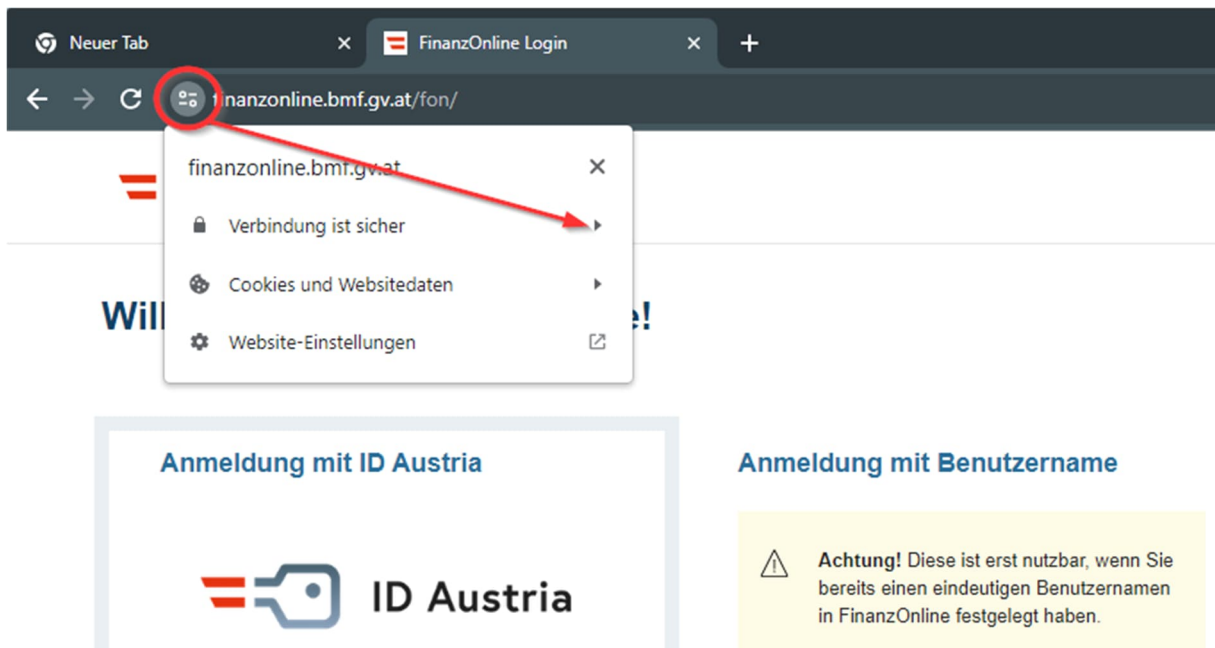 Neuer Tab
FinanzOnline Login
finanzonline.bmf.gv.at/fon/
finanzonline.bmf.gv.at
Verbindung ist sicher
Cookies und Websitedaten
Website-Einstellungen
Anmeldung mit ID Austria
ID Austria
Anmeldung mit Benutzername
Achtung! Diese ist erst nutzbar, wenn Sie
bereits einen eindeutigen Benutzernamen
in FinanzOnline festgelegt haben.